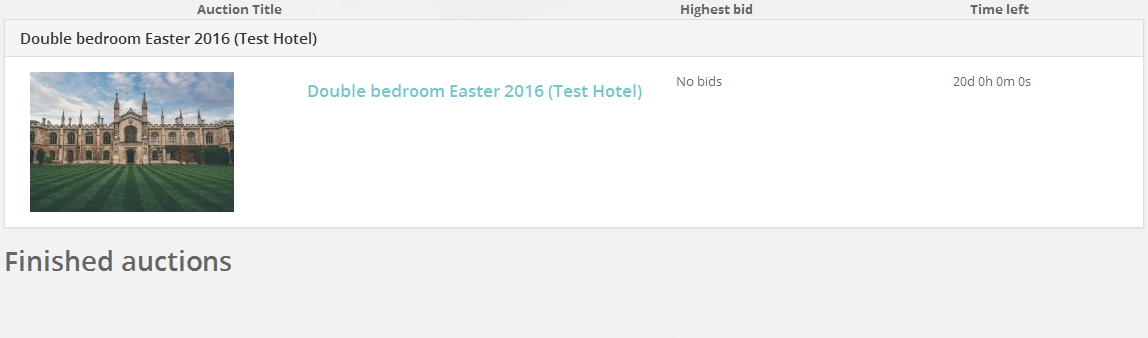 Auction Title Highest bid Time left
Double bedroom Easter 2016 (Test Hotel)
Double bedroom Easter 2016 (Test Hotel) No bids 20d 0h 0m 0s
Finished auctions